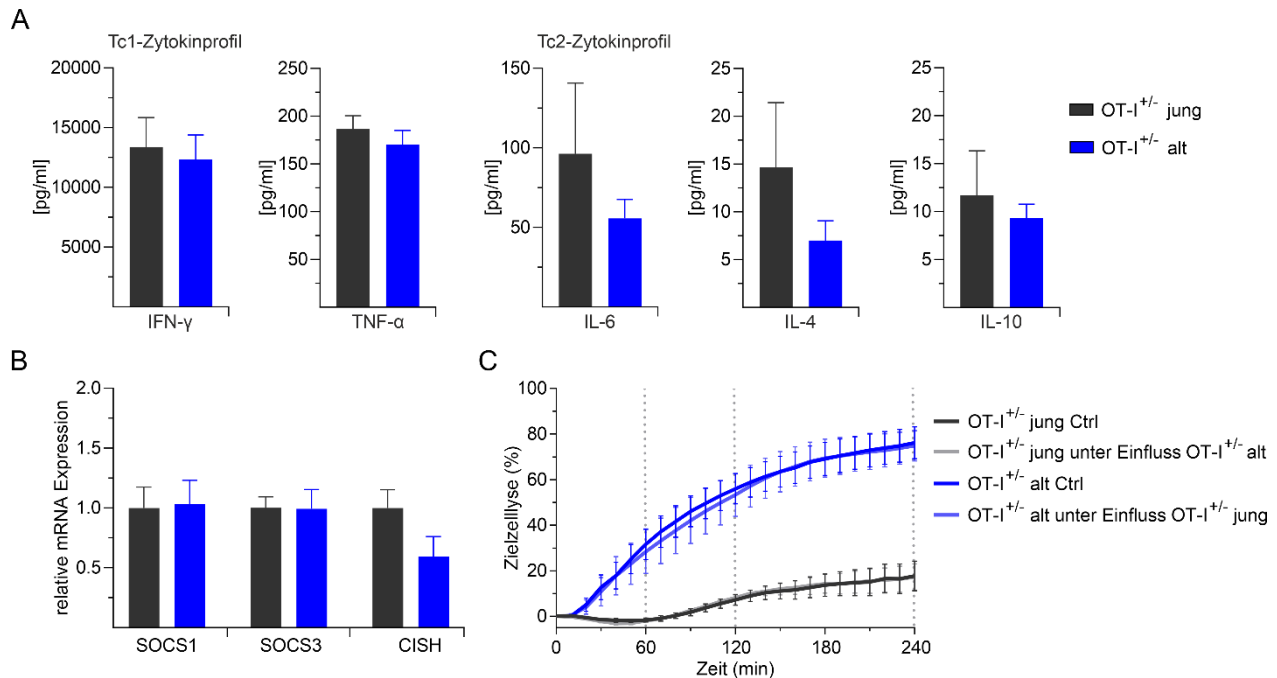 A
Tc1-Zytokinprofil
Tc2-Zytokinprofil
20000
15000
10000
5000
[pg/ml]
IFN-γ
250
200
150
100
50
[pg/ml]
TNF-α
150
100
50
[pg/ml]
IL-6
25
20
15
10
5
[pg/ml]
IL-4
25
20
15
10
5
[pg/ml]
IL-10
OT-I+/- jung
OT-I+/- alt
B
2.0
1.5
1.0
0.5
relative mRNA Expression
SOCS1
SOCS3
CISH
C
100
80
60
40
20
0
Zielzelllyse (%)
0
60
120
180
240
Zeit (min)
OT-I+/- jung Ctrl
OT-I+/- jung unter Einfluss OT-I+/- alt
OT-I+/- alt Ctrl
OT-I+/- alt unter Einfluss OT-I+/- jung